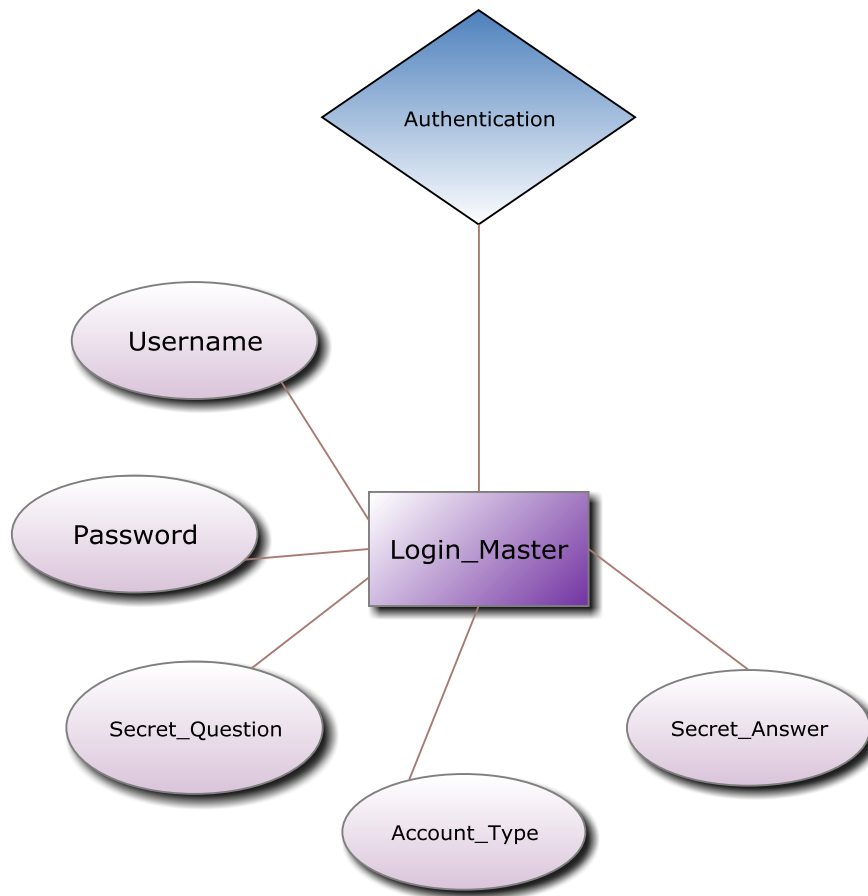 Authentication
Username
Password
Login_Master
Secret_Question
Secret_Answer
Account_Type